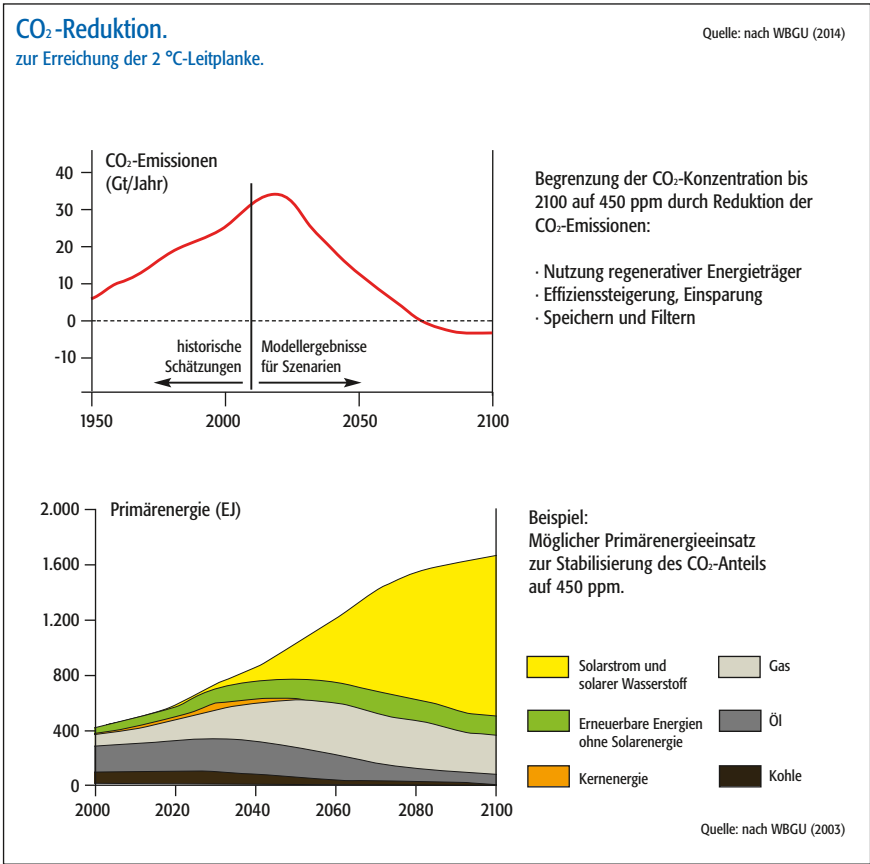 CO₂-Reduktion.
zur Erreichung der 2 °C-Leitplanke.
Quelle: nach WBGU (2014)
CO₂-Emissionen
(Gt/Jahr)
40
30
20
10
0
-10
historische
Schätzungen
Modellergebnisse
für Szenarien
1950
2000
2050
2100
Begrenzung der CO₂-Konzentration bis
2100 auf 450 ppm durch Reduktion der
CO₂-Emissionen:
· Nutzung regenerativer Energieträger
· Effizienssteigerung, Einsparung
· Speichern und Filtern
Primärenergie (EJ)
2.000
1.600
1.200
800
400
0
2000
2020
2040
2060
2080
2100
Beispiel:
Möglicher Primärenergieeinsatz
zur Stabilisierung des CO₂-Anteils
auf 450 ppm.
Solarstrom und
solarer Wasserstoff
Erneuerbare Energien
ohne Solarenergie
Kernenergie
Gas
Öl
Kohle
Quelle: nach WBGU (2003)